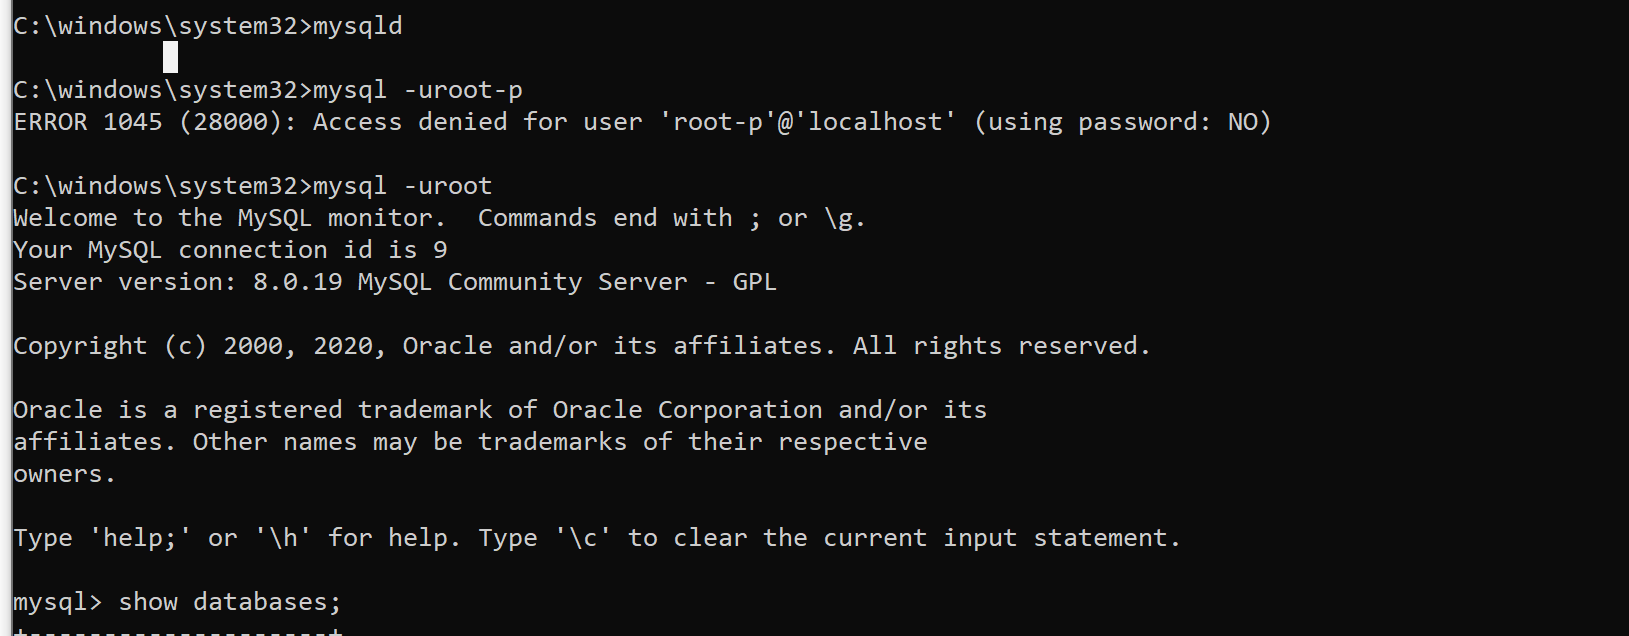 C:\windows\system32>mysqld
C:\windows\system32>mysql -uroot-p
ERROR 1045 (28000): Access denied for user 'root-p'@'localhost' (using password: NO)
C:\windows\system32>mysql -uroot
Welcome to the MySQL monitor.  Commands end with ; or \g.
Your MySQL connection id is 9
Server version: 8.0.19 MySQL Community Server - GPL
Copyright (c) 2000, 2020, Oracle and/or its affiliates. All rights reserved.
Oracle is a registered trademark of Oracle Corporation and/or its
affiliates. Other names may be trademarks of their respective
owners.
Type 'help;' or '\h' for help. Type '\c' to clear the current input statement.
mysql> show databases;
+--------------------+